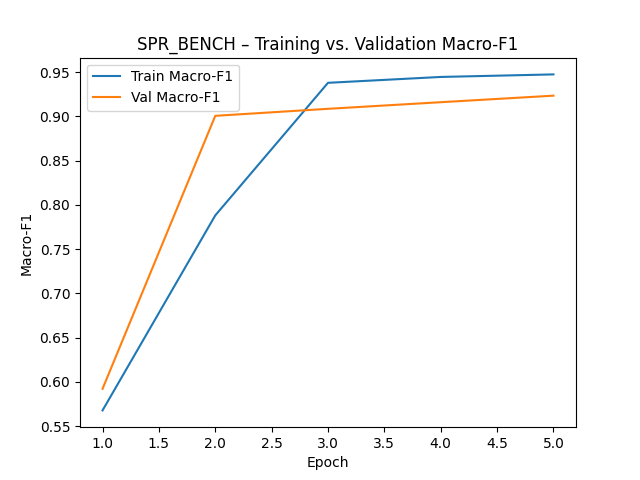 SPR_BENCH – Training vs. Validation Macro-F1
Train Macro-F1
Val Macro-F1
Macro-F1
0.95
0.90
0.85
0.80
0.75
0.70
0.65
0.60
0.55
1.0 1.5 2.0 2.5 3.0 3.5 4.0 4.5 5.0
Epoch